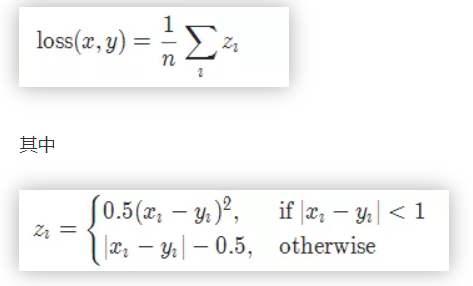 loss(x, y) = 1/n ∑_i z_i
其中
z_i = { 0.5(x_i − y_i)², if |x_i − y_i| < 1
|x_i − y_i| − 0.5, otherwise